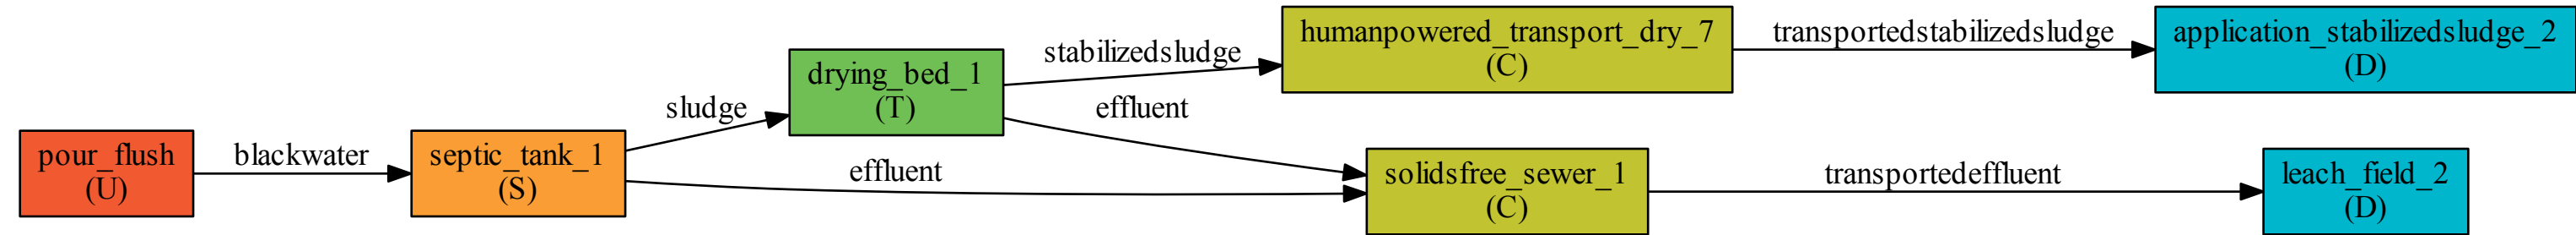 pour_flush
(U)
blackwater
septic_tank_1
(S)
sludge
effluent
drying_bed_1
(T)
stabilizedsludge
effluent
humanpowered_transport_dry_7
(C)
solidsfree_sewer_1
(C)
transportedstabilizedsludge
transportedeffluent
application_stabilizedsludge_2
(D)
leach_field_2
(D)